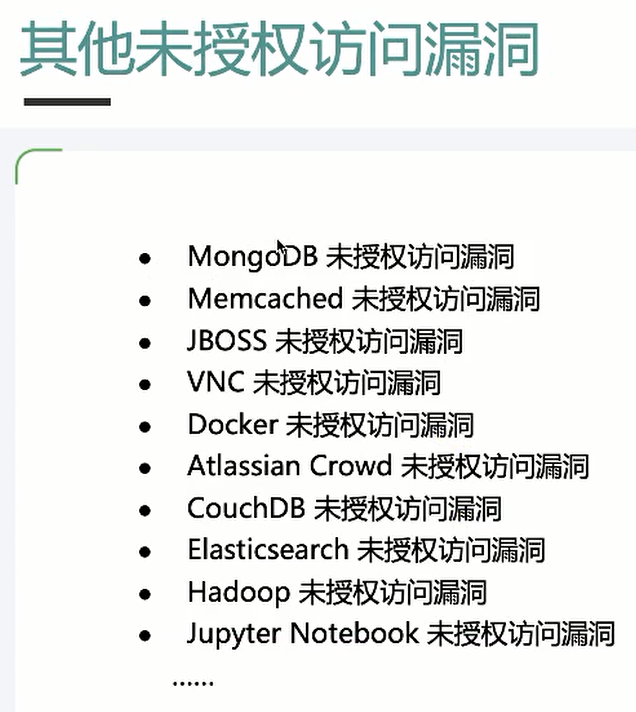 其他未授权访问漏洞
• MongoDB 未授权访问漏洞
• Memcached 未授权访问漏洞
• JBOSS 未授权访问漏洞
• VNC 未授权访问漏洞
• Docker 未授权访问漏洞
• Atlassian Crowd 未授权访问漏洞
• CouchDB 未授权访问漏洞
• Elasticsearch 未授权访问漏洞
• Hadoop 未授权访问漏洞
• Jupyter Notebook 未授权访问漏洞
......